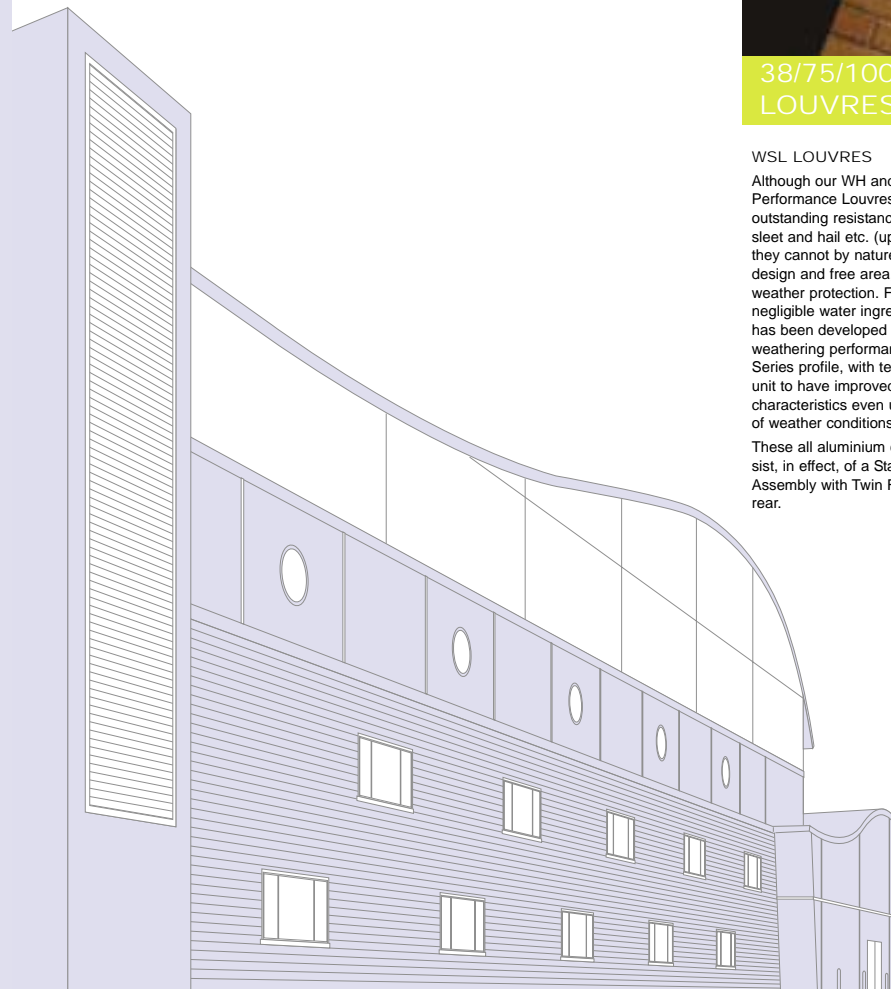 38/75/100
LOUVRES
WSL LOUVRES
Although our WH and
Performance Louvres
outstanding resistanc
sleet and hail etc. (up
they cannot by nature
design and free area
weather protection. F
negligible water ingre
has been developed
weathering performan
Series profile, with te
unit to have improved
characteristics even u
of weather conditions
These all aluminium
sist, in effect, of a Sta
Assembly with Twin
rear.